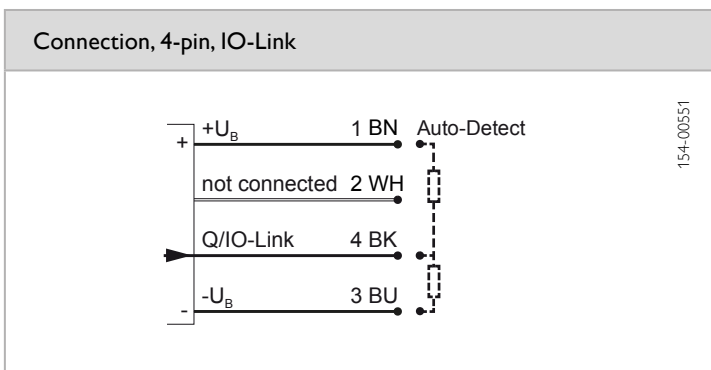 Connection, 4-pin, IO-Link
+U_B 1 BN Auto-Detect
+
not connected 2 WH
Q/IO-Link 4 BK
-U_B 3 BU
-
154-00551